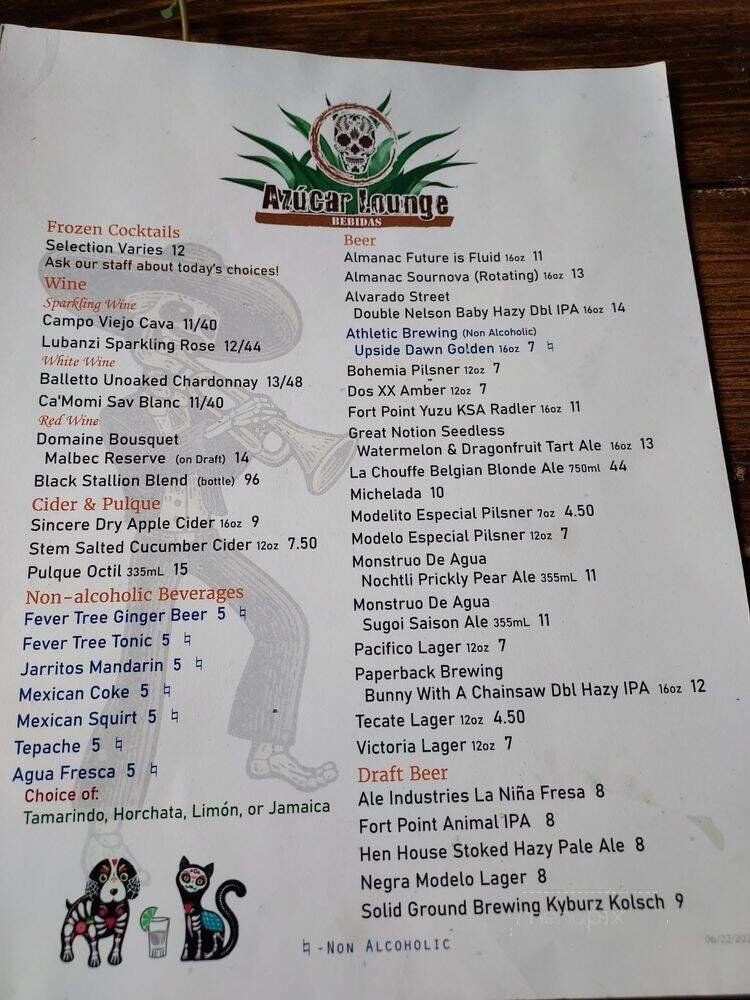 Azúcar Lounge
BEBIDAS
Frozen Cocktails
Selection Varies 12
Ask our staff about today's choices!
Wine
Sparkling Wine
Campo Viejo Cava 11/40
Lubanzi Sparkling Rose 12/44
White Wine
Balletto Unoaked Chardonnay 13/48
Ca'Momi Sav Blanc 11/40
Red Wine
Domaine Bousquet
Malbec Reserve (on Draft) 14
Black Stallion Blend (bottle) 96
Cider & Pulque
Sincere Dry Apple Cider 16oz 9
Stem Salted Cucumber Cider 12oz 7.50
Pulque Octil 335mL 15
Non-alcoholic Beverages
Fever Tree Ginger Beer 5 ♮
Fever Tree Tonic 5 ♮
Jarritos Mandarin 5 ♮
Mexican Coke 5 ♮
Mexican Squirt 5 ♮
Tepache 5 ♮
Agua Fresca 5 ♮
Choice of:
Tamarindo, Horchata, Limón, or Jamaica
Beer
Almanac Future is Fluid 16oz 11
Almanac Sournova (Rotating) 16oz 13
Alvarado Street
Double Nelson Baby Hazy Dbl IPA 16oz 14
Athletic Brewing (Non Alcoholic)
Upside Dawn Golden 16oz 7 ♮
Bohemia Pilsner 12oz 7
Dos XX Amber 12oz 7
Fort Point Yuzu KSA Radler 16oz 11
Great Notion Seedless
Watermelon & Dragonfruit Tart Ale 16oz 13
La Chouffe Belgian Blonde Ale 750ml 44
Michelada 10
Modelito Especial Pilsner 7oz 4.50
Modelo Especial Pilsner 12oz 7
Monstruo De Agua
Nochtli Prickly Pear Ale 355mL 11
Monstruo De Agua
Sugoi Saison Ale 355mL 11
Pacifico Lager 12oz 7
Paperback Brewing
Bunny With A Chainsaw Dbl Hazy IPA 16oz 12
Tecate Lager 12oz 4.50
Victoria Lager 12oz 7
Draft Beer
Ale Industries La Niña Fresa 8
Fort Point Animal IPA 8
Hen House Stoked Hazy Pale Ale 8
Negra Modelo Lager 8
Solid Ground Brewing Kyburz Kolsch 9
♮ - Non Alcoholic